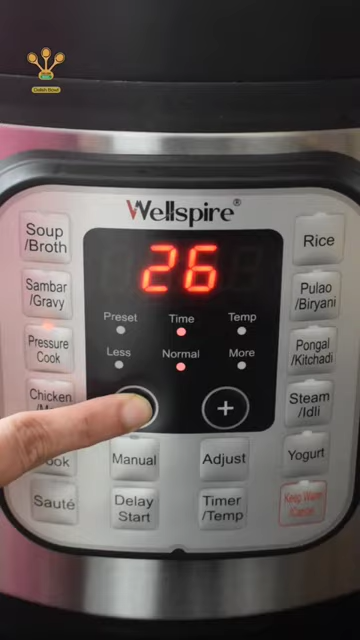 Wellspire®
26
Preset
Time
Temp
Less
Normal
More
Soup
/Broth
Sambar
/Gravy
Pressure
Cook
Chicken
Rice
Pulao
/Biryani
Pongal
/Kitchadi
Steam
/Idli
Yogurt
Keep Warm
/Cancel
Manual
Adjust
Sauté
Delay
Start
Timer
/Temp
+